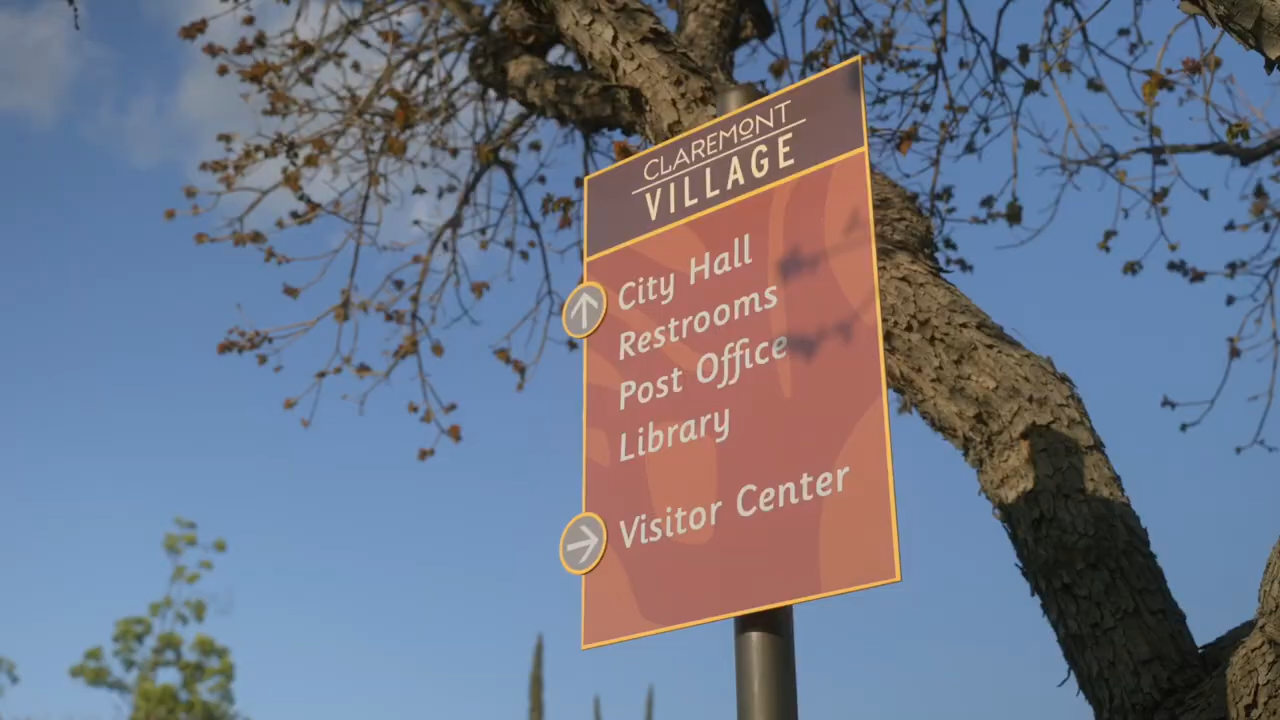 CLAREMONT
VILLAGE
City Hall
Restrooms
Post Office
Library
Visitor Center